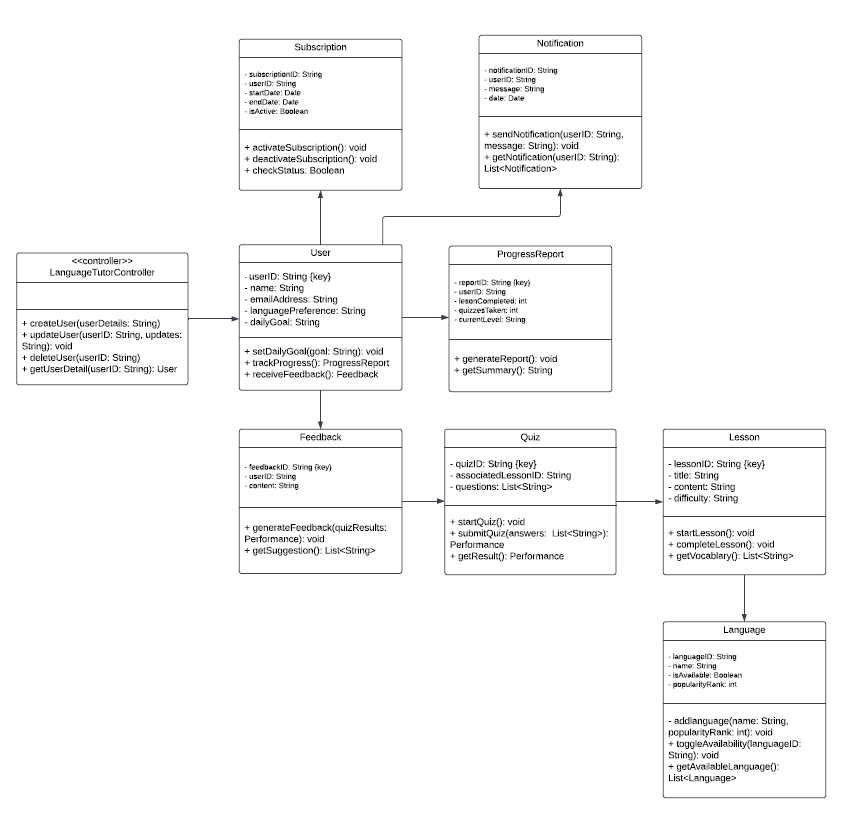 Subscription
- subscriptionID: String
- userID: String
- startDate: Date
- endDate: Date
- isActive: Boolean
+ activateSubscription(): void
+ deactivateSubscription(): void
+ checkStatus: Boolean
Notification
- notificationID: String
- userID: String
- message: String
- date: Date
+ sendNotification(userID: String,
message: String): void
+ getNotification(userID: String):
List<Notification>
<<controller>>
LanguageTutorController
+ createUser(userDetails: String)
+ updateUser(userID: String, updates:
String): void
+ deleteUser(userID: String)
+ getUserDetail(userID: String): User
User
- userID: String {key}
- name: String
- emailAddress: String
- languagePreference: String
- dailyGoal: String
+ setDailyGoal(goal: String): void
+ trackProgress(): ProgressReport
+ receiveFeedback(): Feedback
ProgressReport
- reportID: String {key}
- userID: String
- lesonCompleted: int
- quizzesTaken: int
- currentLevel: String
+ generateReport(): void
+ getSummary(): String
Feedback
- feedbackID: String {key}
- userID: String
- content: String
+ generateFeedback(quizResults:
Performance): void
+ getSuggestion(): List<String>
Quiz
- quizID: String {key}
- associatedLessonID: String
- questions: List<String>
+ startQuiz(): void
+ submitQuiz(answers: List<String>):
Performance
+ getResult(): Performance
Lesson
- lessonID: String {key}
- title: String
- content: String
- difficulty: String
+ startLesson(): void
+ completeLesson(): void
+ getVocablary(): List<String>
Language
- languageID: String
- name: String
- isAvailable: Boolean
- popularityRank: int
- addlanguage(name: String,
popularityRank: int): void
+ toggleAvailability(languageID:
String): void
+ getAvailableLanguage():
List<Language>